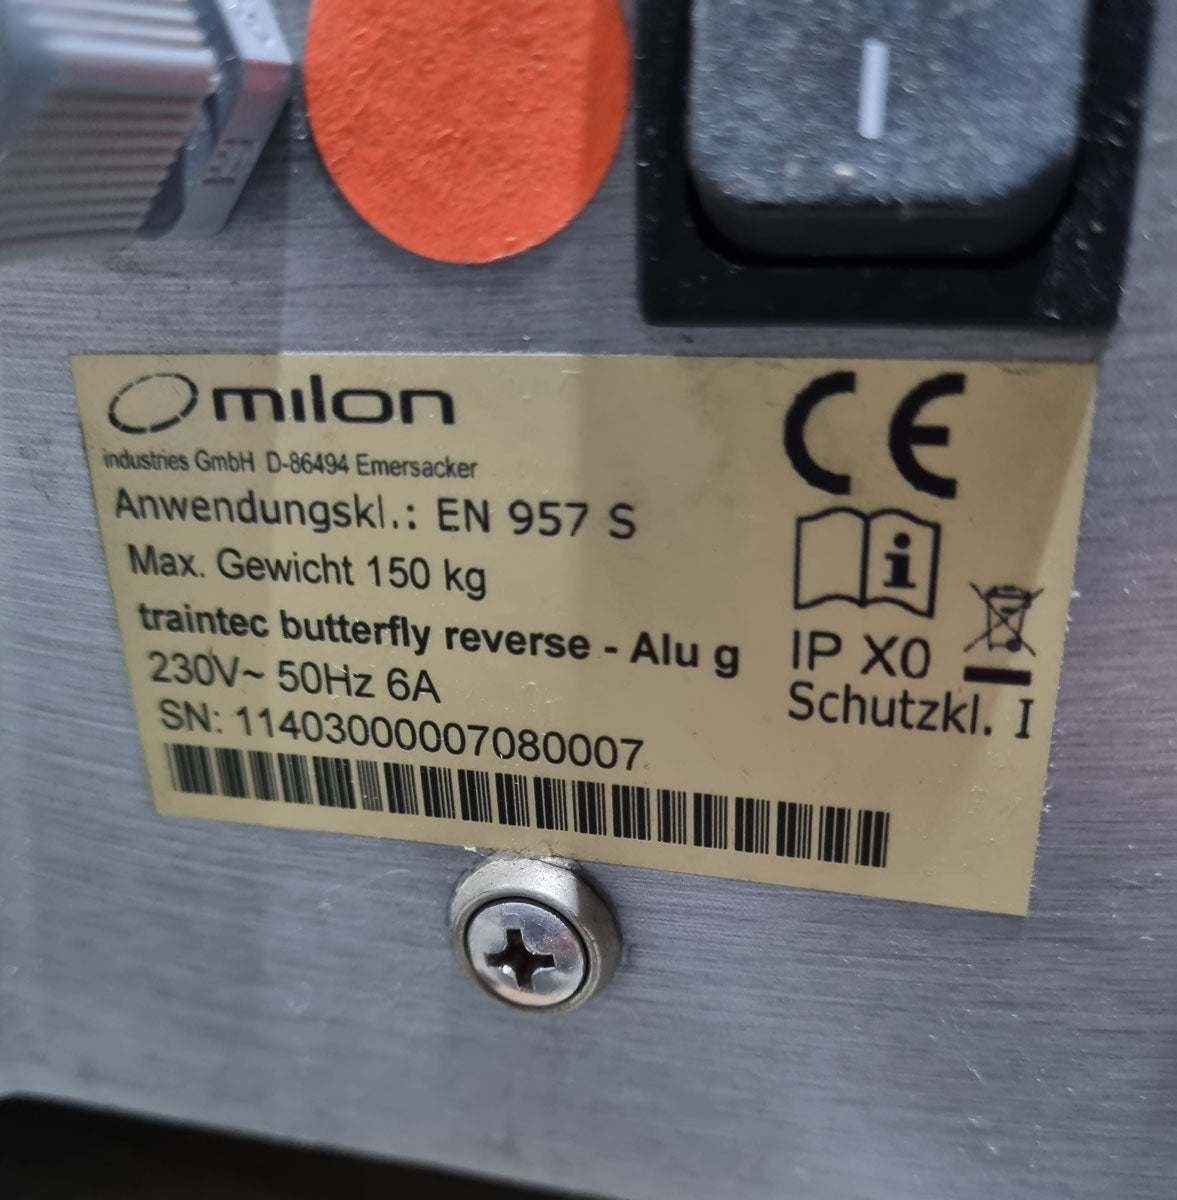 milon
industries GmbH D-86494 Emersacker
Anwendungskl.: EN 957 S
Max. Gewicht 150 kg
traintec butterfly reverse - Alu g
230V~ 50Hz 6A
SN: 11403000007080007
CE
i
IP X0
Schutzkl. I